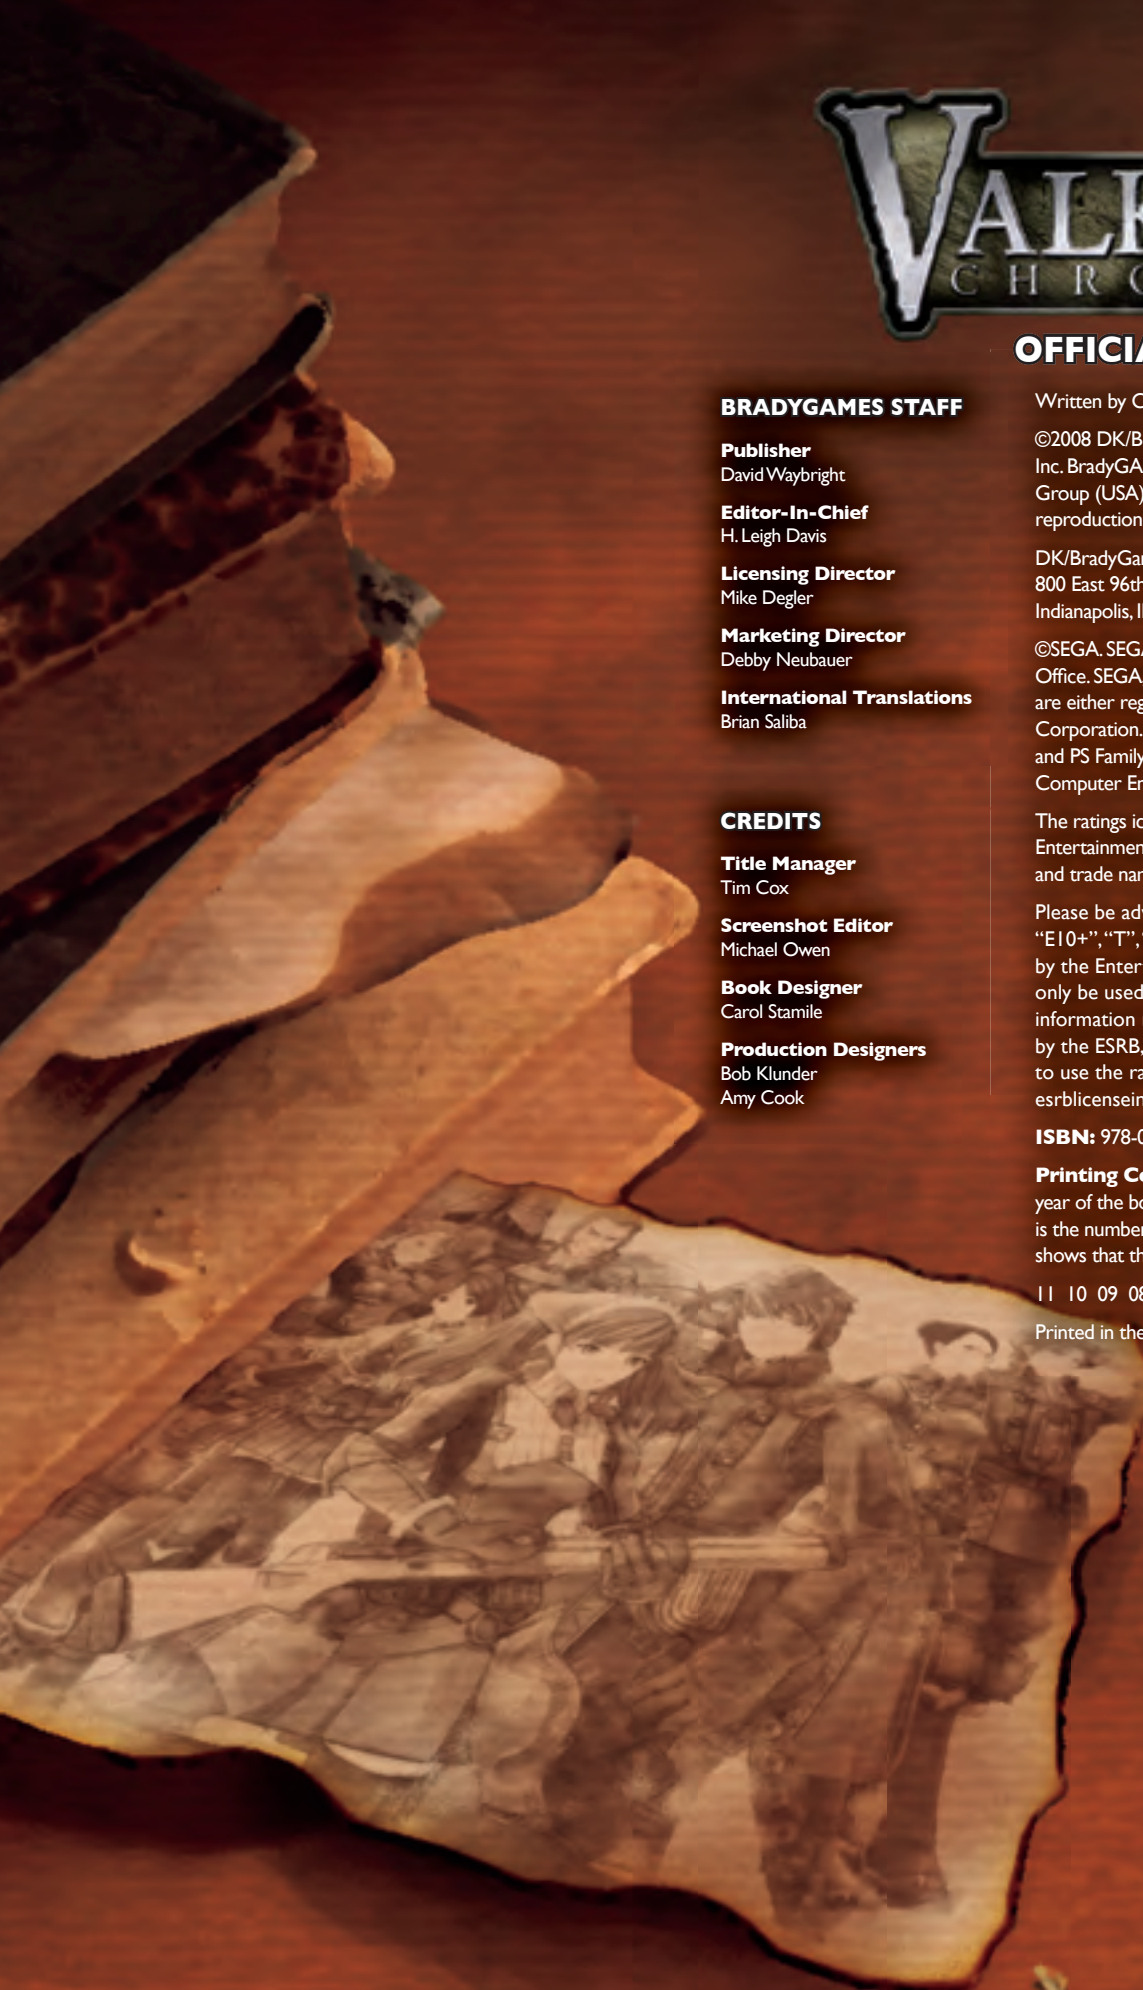 VALK
CHRO
OFFICIA
BRADYGAMES STAFF
Publisher
David Waybright
Editor-In-Chief
H. Leigh Davis
Licensing Director
Mike Degler
Marketing Director
Debby Neubauer
International Translations
Brian Saliba
CREDITS
Title Manager
Tim Cox
Screenshot Editor
Michael Owen
Book Designer
Carol Stamile
Production Designers
Bob Klunder
Amy Cook
Written by C
©2008 DK/B
Inc. BradyGA
Group (USA)
reproduction
DK/BradyGa
800 East 96th
Indianapolis, I
©SEGA. SEGA
Office. SEGA,
are either reg
Corporation.
and PS Family
Computer En
The ratings ic
Entertainmen
and trade nar
Please be adv
“E10+”, “T”, “
by the Enter
only be used
information
by the ESRB,
to use the ra
esrblicensein
ISBN: 978-0
Printing Co
year of the bo
is the number
shows that th
11 10 09 08
Printed in the